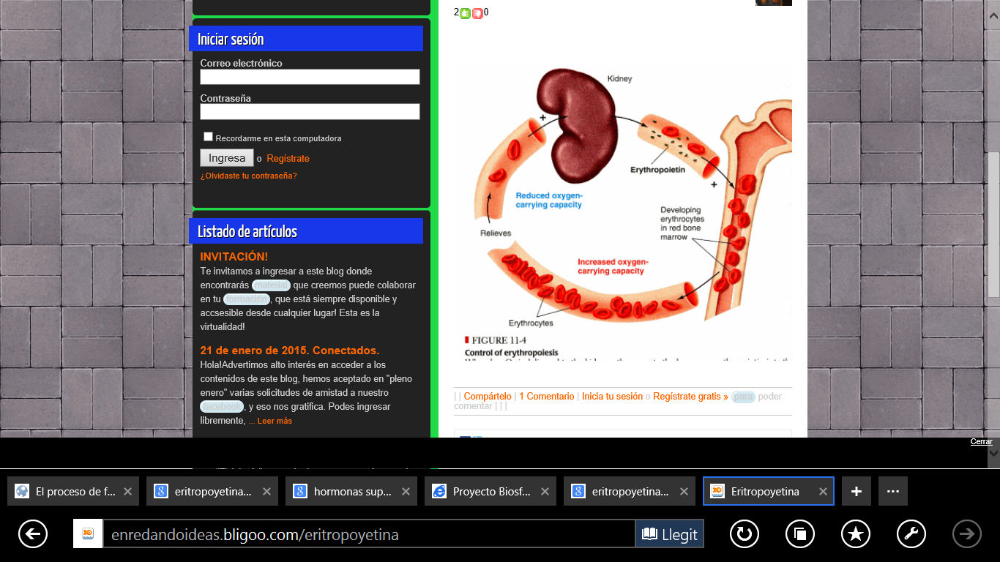 Iniciar sesión
Correo electrónico
Contraseña
Recordarme en esta computadora
Ingresa o Regístrate
¿Olvidaste tu contraseña?
Listado de artículos
INVITACIÓN!
Te invitamos a ingresar a este blog donde
encontrarás material que creemos puede colaborar
en tu formación, que está siempre disponible y
accsesible desde cualquier lugar! Esta es la
virtualidad!
21 de enero de 2015. Conectados.
Hola!Advertimos alto interés en acceder a los
contenidos de este blog, hemos aceptado en "pleno
enero" varias solicitudes de amistad a nuestro
facebook, y eso nos gratifica. Podes ingresar
libremente, ... Leer más
2 0
Kidney
+
Erythropoietin
+
Reduced oxygen-
carrying capacity
Developing
erythrocytes
in red bone
marrow
Relieves
Increased oxygen-
carrying capacity
Erythrocytes
FIGURE 11-4
Control of erythropoiesis
| | Compártelo | 1 Comentario | Inicia tu sesión o Regístrate gratis » para poder
comentar | | |
Cerrar
El proceso de f...
eritropoyetina...
hormonas sup...
Proyecto Biosf...
eritropoyetina...
Eritropoyetina
enredandoideas.bligoo.com/eritropoyetina
Llegit